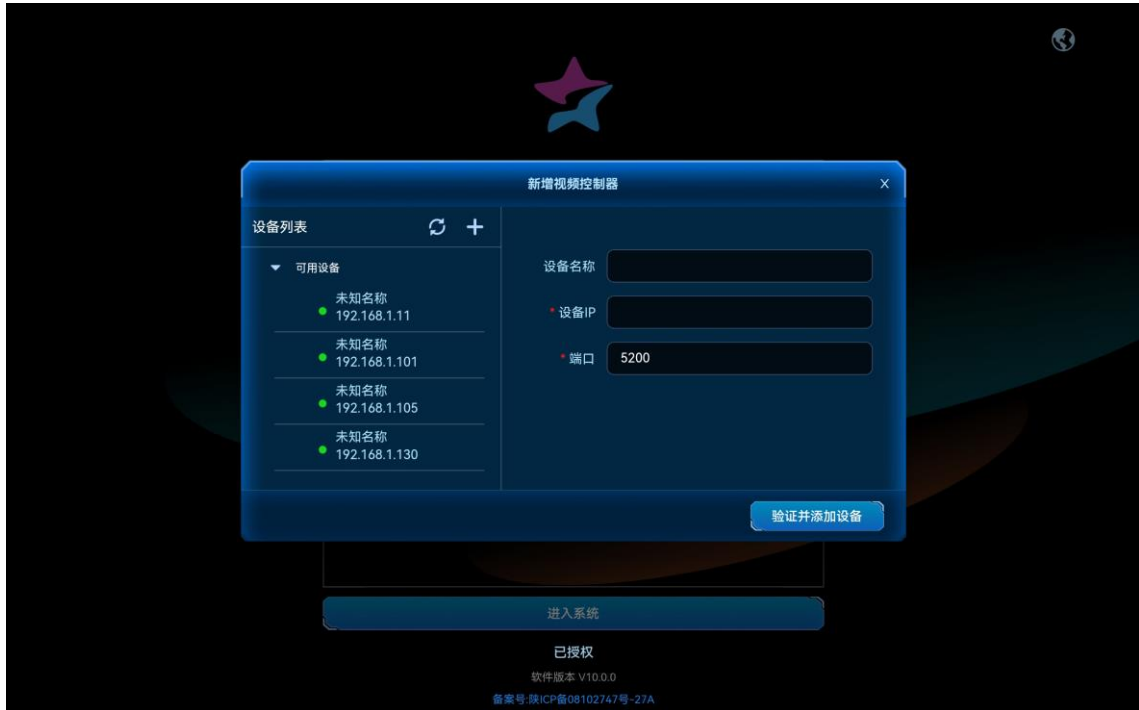 新增视频控制器
X
设备列表
可用设备
未知名称
192.168.1.11
未知名称
192.168.1.101
未知名称
192.168.1.105
未知名称
192.168.1.130
设备名称
* 设备IP
* 端口 5200
验证并添加设备
进入系统
已授权
软件版本 V10.0.0
备案号:陕ICP备08102747号-27A